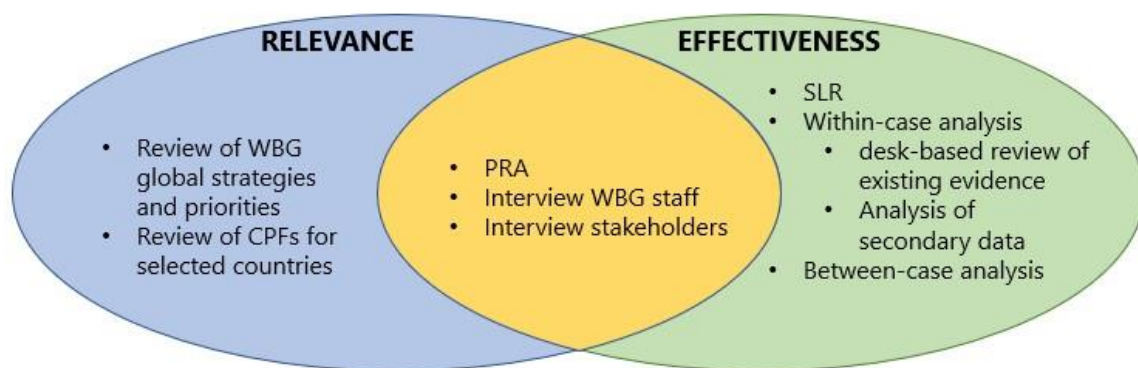 RELEVANCE
EFFECTIVENESS
• Review of WBG
global strategies
and priorities
• Review of CPFs for
selected countries
• PRA
• Interview WBG staff
• Interview stakeholders
• SLR
• Within-case analysis
• desk-based review of
existing evidence
• Analysis of
secondary data
• Between-case analysis